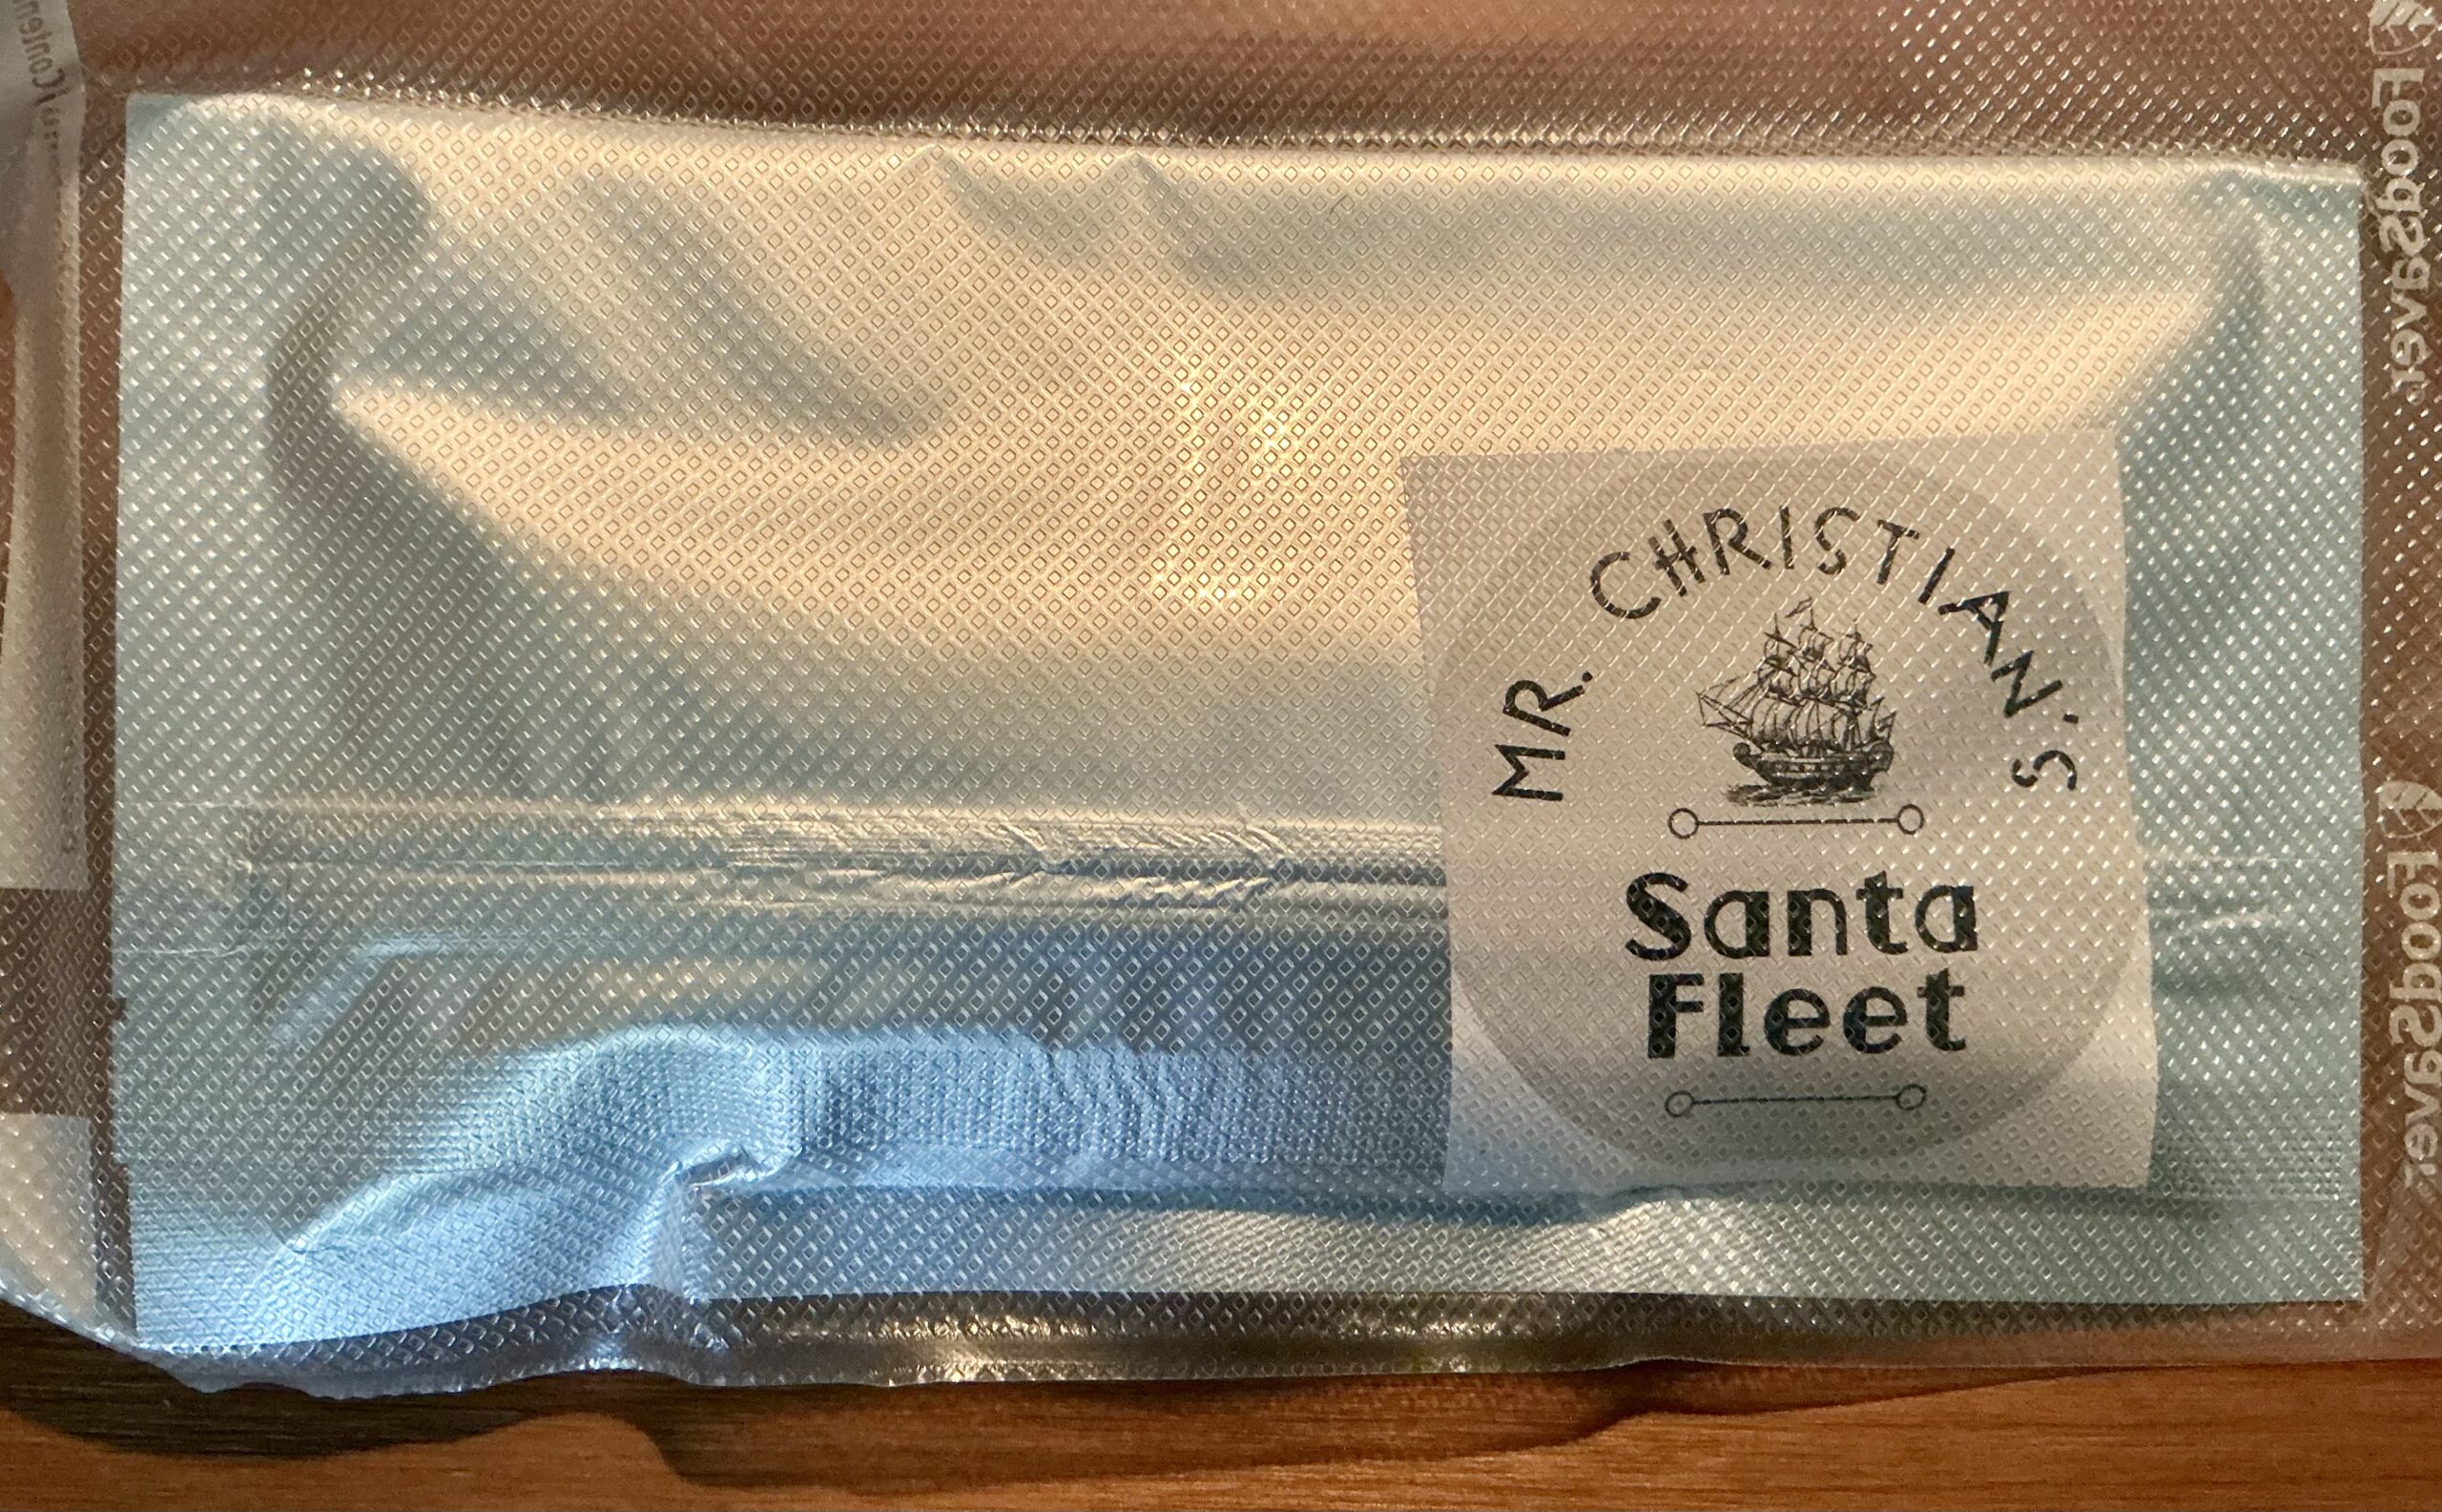 MR. CHRISTIAN'S
Santa
Fleet
FoodSaver
FoodSaver